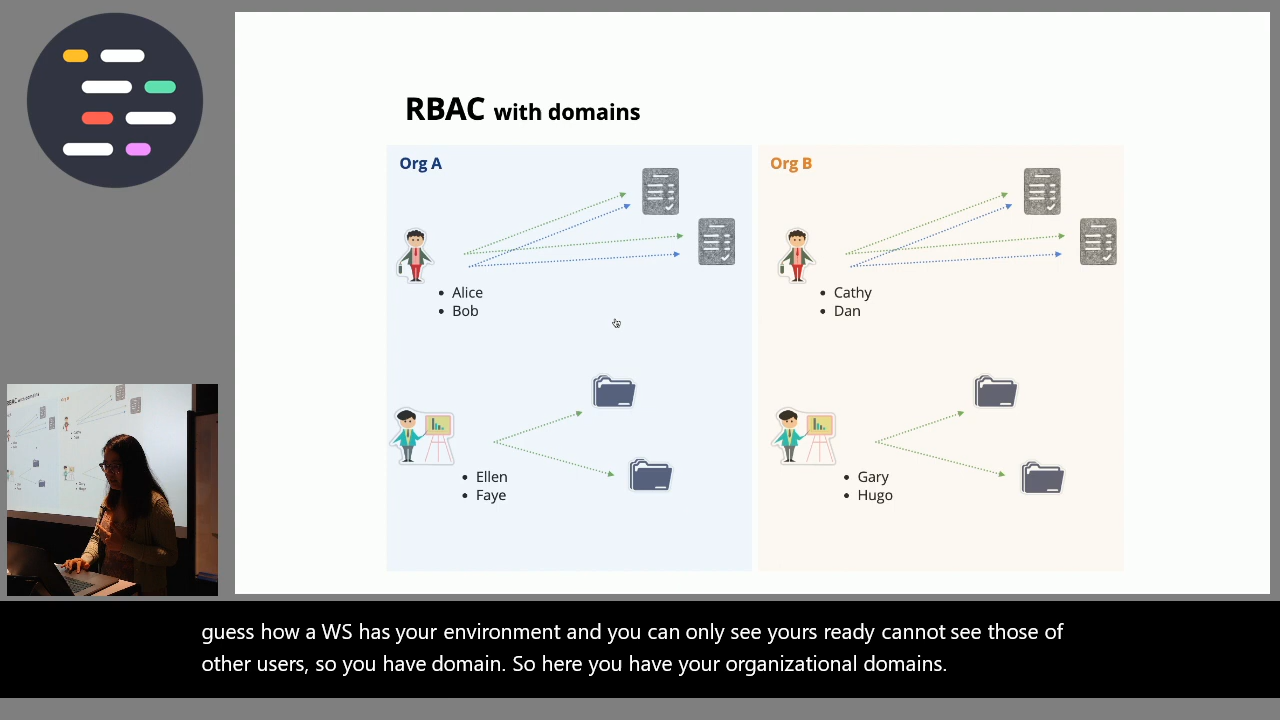 RBAC with domains
Org A
Alice
Bob
Ellen
Faye
Org B
Cathy
Dan
Gary
Hugo
guess how a WS has your environment and you can only see yours ready cannot see those of
other users, so you have domain. So here you have your organizational domains.